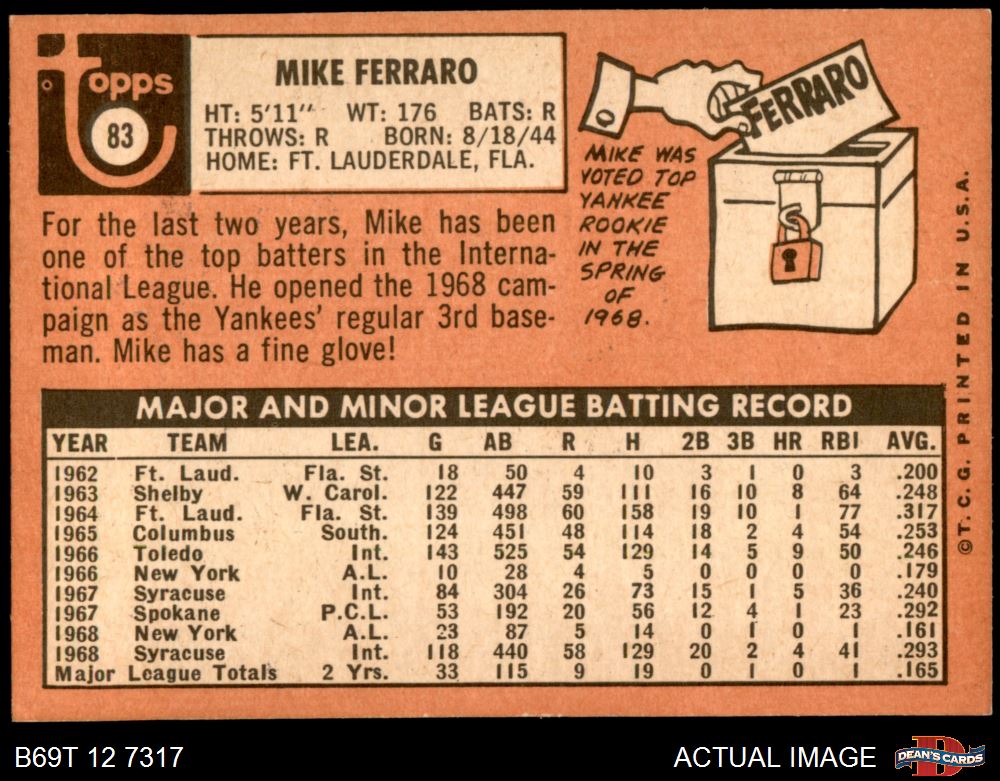 Topps
83
MIKE FERRARO
HT: 5'11" WT: 176 BATS: R
THROWS: R BORN: 8/18/44
HOME: FT. LAUDERDALE, FLA.
For the last two years, Mike has been
one of the top batters in the Interna-
tional League. He opened the 1968 cam-
paign as the Yankees' regular 3rd base-
man. Mike has a fine glove!
FERRARO
MIKE WAS
VOTED TOP
YANKEE
ROOKIE
IN THE
SPRING
OF
1968.
©T.C.G. PRINTED IN U.S.A.
MAJOR AND MINOR LEAGUE BATTING RECORD
YEAR TEAM LEA. G AB R H 2B 3B HR RBI AVG.
1962 Ft. Laud. Fla. St. 18 50 4 10 3 1 0 3 .200
1963 Shelby W. Carol. 122 447 59 111 16 10 8 64 .248
1964 Ft. Laud. Fla. St. 139 498 60 158 19 10 1 77 .317
1965 Columbus South. 124 451 48 114 18 2 4 54 .253
1966 Toledo Int. 143 525 54 129 14 5 9 50 .246
1966 New York A.L. 10 28 4 5 0 0 0 0 .179
1967 Syracuse Int. 84 304 26 73 15 1 5 36 .240
1967 Spokane P.C.L. 53 192 20 56 12 4 1 23 .292
1968 New York A.L. 23 87 5 14 0 1 0 1 .161
1968 Syracuse Int. 118 440 58 129 20 2 4 41 .293
Major League Totals 2 Yrs. 33 115 9 19 0 1 0 1 .165
B69T 12 7317
ACTUAL IMAGE
D
DEAN'S CARDS